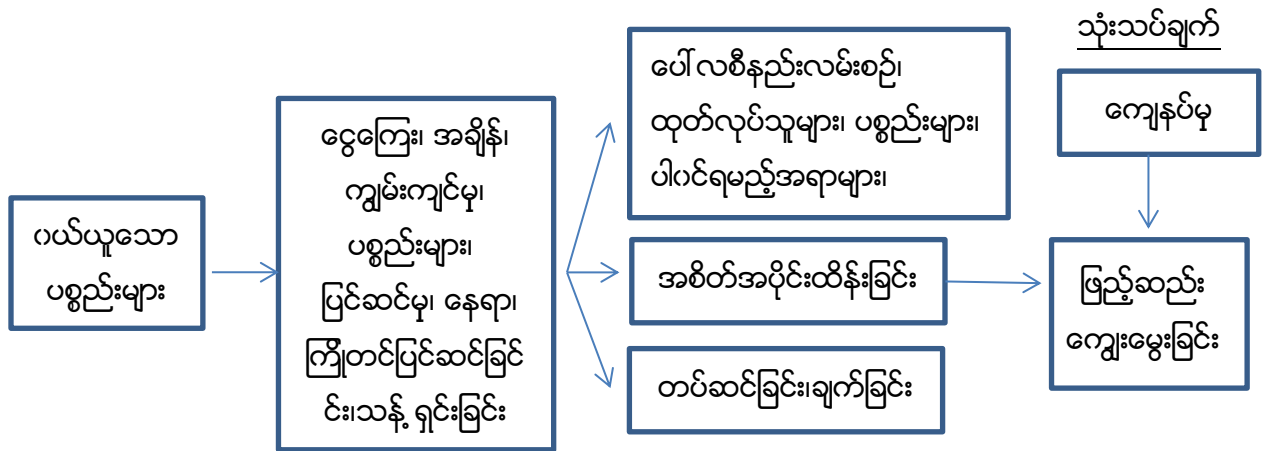 ဝယ်ယူသော
ပစ္စည်းများ
ငွေကြေး၊ အချိန်၊
ကျွမ်းကျင်မှု၊
ပစ္စည်းများ၊
ပြင်ဆင်မှု၊ နေရာ၊
ကြိုတင်ပြင်ဆင်ခြင်
င်း၊သန့် ရှင်းခြင်း
ပေါ် လစီနည်းလမ်းစဉ်၊
ထုတ်လုပ်သူများ၊ ပစ္စည်းများ၊
ပါဝင်ရမည့်အရာများ၊
အစိတ်အပိုင်းထိန်းခြင်း
တပ်ဆင်ခြင်း၊ချက်ခြင်း
သုံးသပ်ချက်
ကျေနပ်မှု
ဖြည့်ဆည်း
ကျွေးမွေးခြင်း